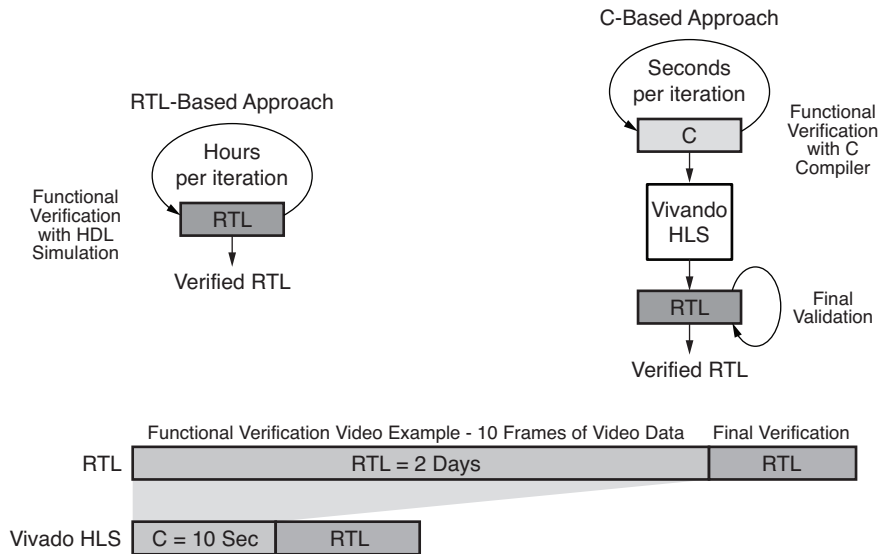 RTL-Based Approach
Hours
per iteration
Functional
Verification
with HDL
Simulation
RTL
Verified RTL
C-Based Approach
Seconds
per iteration
C
Functional
Verification
with C
Compiler
Vivando
HLS
RTL
Final
Validation
Verified RTL
Functional Verification Video Example - 10 Frames of Video Data
Final Verification
RTL
RTL = 2 Days
RTL
Vivado HLS
C = 10 Sec
RTL